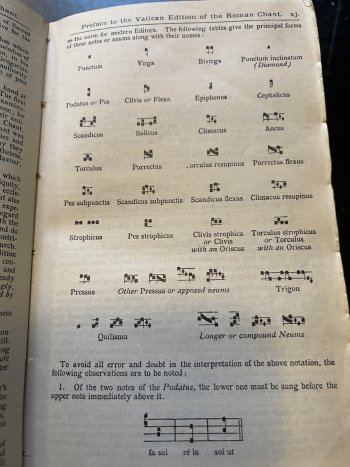 Preface to the Vatican Edition of the Roman Chant. xj.
as the norm for modern Editors. The following tables give the principal forms
of these notes or neums along with their names :
Punctum Virga Bivirga Punctum inclinatum
(Diamond)
Podatus or Pes Clivis or Flexa Epiphonus Cephalicus
Scandicus Salicus Climacus Ancus
Torculus Porrectus orculus resupinus Porrectus flexus
Pes subpunctis Scandicus subpunctis Scandicus flexus Climacus resupinus
Strophicus Pes strophicus Clivis strophica Torculus strophicus
or Clivis or Torculus
with an Oriscus with an Oriscus
Pressus Other Pressus or apposed neums Trigon
Quilisma Longer or compound Neums
To avoid all error and doubt in the interpretation of the above notation, the
following observations are to be noted :
1. Of the two notes of the Podatus, the lower one must be sung before the
upper note immediately above it.
fa sol ré la sol ut